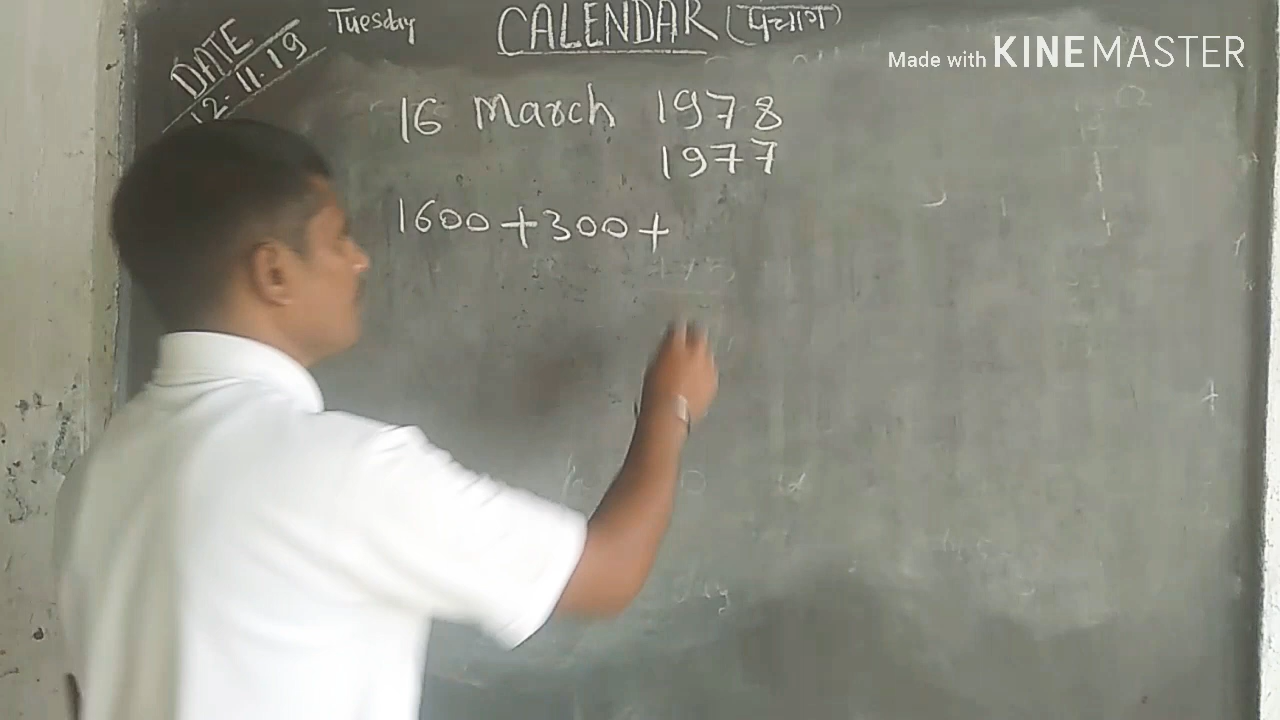 DATE
12.11.19
Tuesday
CALENDAR (पंचांग)
Made with KINEMASTER
16 March 1978
1977
1600+300+